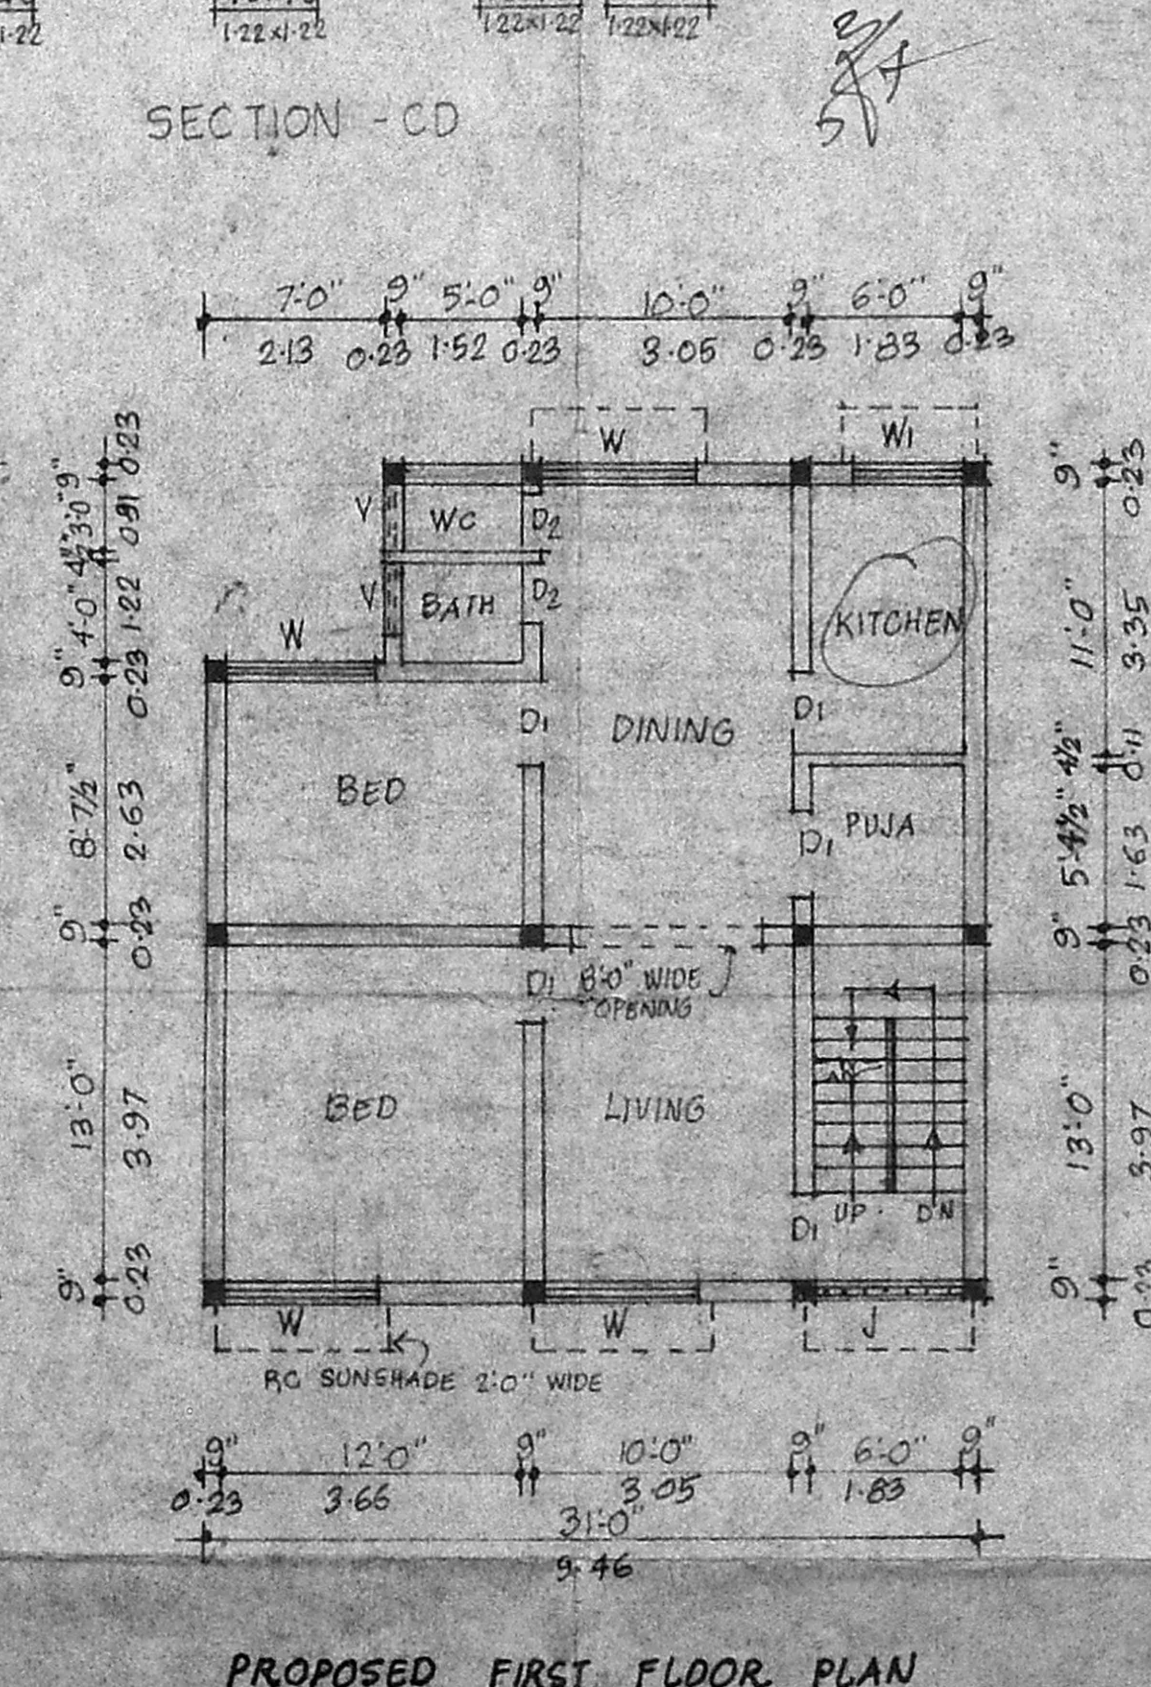 1.22
1.22x1.22
1.22x1.22
1.22x1.22
SECTION - CD
7'-0" 9" 5'-0" 9" 10'-0" 9" 6'-0" 9"
2.13 0.23 1.52 0.23 3.05 0.23 1.83 0.23
W
W1
9" 3'-0" 4½" 4'-0" 9" 8'-7½" 9" 13'-0" 9"
0.23 0.91 1.22 0.23 2.63 0.23 3.97 0.23
V
WC
D2
V
BATH
D2
W
KITCHEN
D1
DINING
D1
BED
D1
PUJA
D1
8'-0" WIDE
OPENING
BED
LIVING
D1
UP
DN
W
W
J
RC SUNSHADE 2'-0" WIDE
9" 11'-0" 4½" 5'-4½" 9" 13'-0" 9"
0.23 3.35 0.11 1.63 0.23 3.97 0.23
9" 12'-0" 9" 10'-0" 9" 6'-0" 9"
0.23 3.66 3.05 1.83
31'-0"
9.46
PROPOSED FIRST FLOOR PLAN